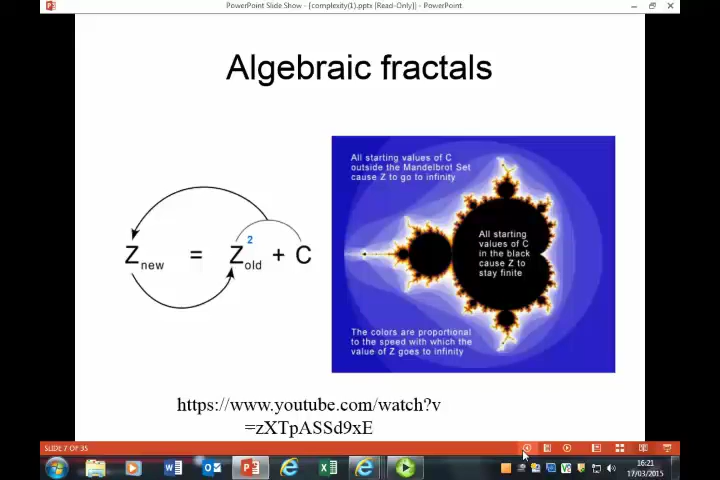 PowerPoint Slide Show - [complexity(1).pptx [Read-Only]] - PowerPoint
Algebraic fractals
Z new = Z old 2 + C
All starting values of C
outside the Mandelbrot Set
cause Z to go to infinity
All starting
values of C
in the black
cause Z to
stay finite
The colors are proportional
to the speed with which the
value of Z goes to infinity
https://www.youtube.com/watch?v
=zXTpASSd9xE
SLIDE 7 OF 35
16:21
17/03/2015